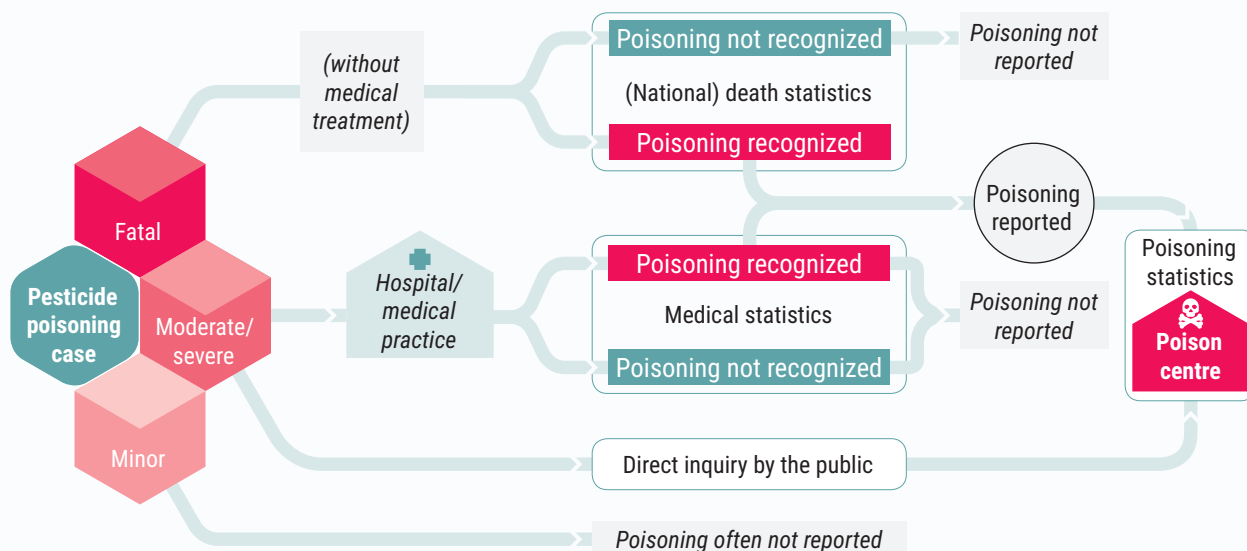 (without
medical
treatment)
Poisoning not recognized
(National) death statistics
Poisoning recognized
Poisoning not
reported
Fatal
Pesticide
poisoning
case
Moderate/
severe
Minor
Hospital/
medical
practice
Poisoning recognized
Medical statistics
Poisoning not recognized
Poisoning
reported
Poisoning not
reported
Poisoning
statistics
Poison
centre
Direct inquiry by the public
Poisoning often not reported